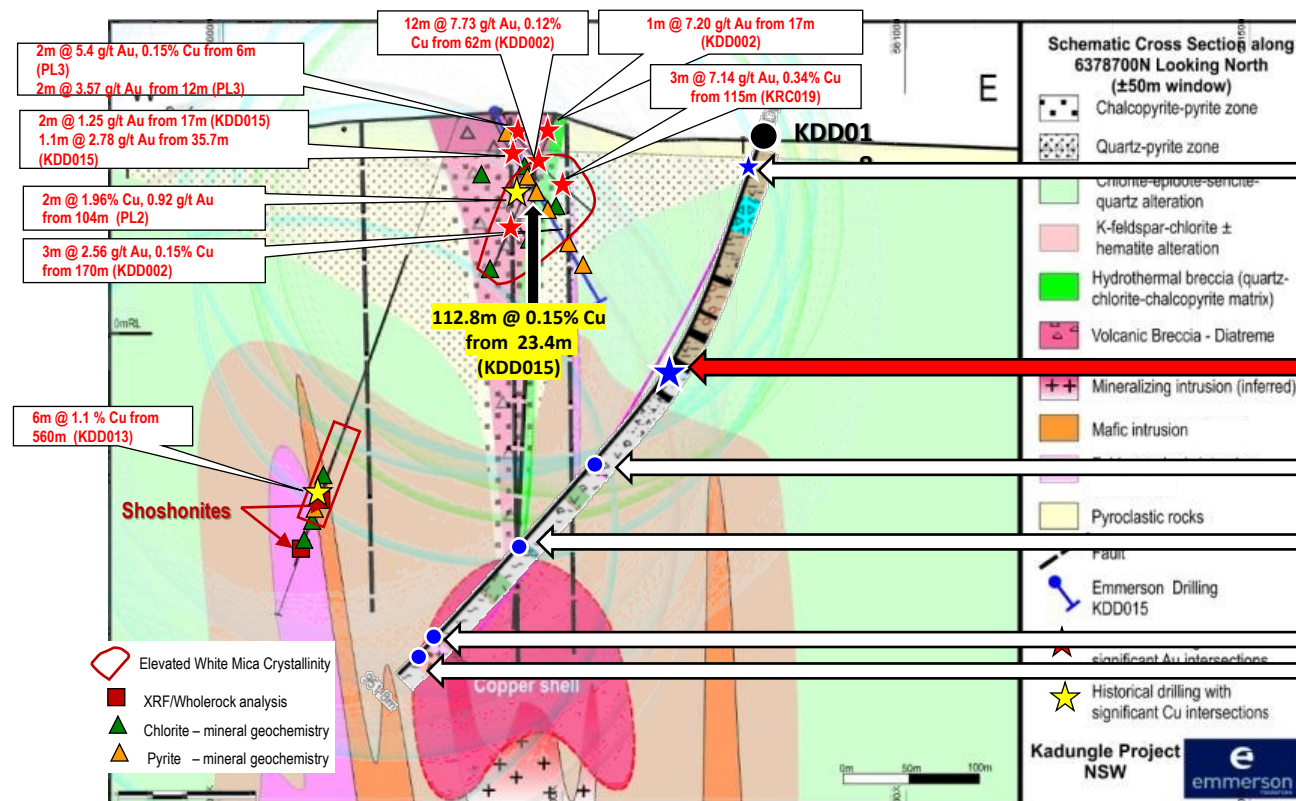 2m @ 5.4 g/t Au, 0.15% Cu from 6m
(PL3)
2m @ 3.57 g/t Au from 12m (PL3)
12m @ 7.73 g/t Au, 0.12%
Cu from 62m (KDD002)
1m @ 7.20 g/t Au from 17m
(KDD002)
3m @ 7.14 g/t Au, 0.34% Cu
from 115m (KRC019)
2m @ 1.25 g/t Au from 17m (KDD015)
1.1m @ 2.78 g/t Au from 35.7m
(KDD015)
2m @ 1.96% Cu, 0.92 g/t Au
from 104m (PL2)
3m @ 2.56 g/t Au, 0.15% Cu
from 170m (KDD002)
E
KDD01
112.8m @ 0.15% Cu
from 23.4m
(KDD015)
0mRL
6m @ 1.1 % Cu from
560m (KDD013)
Shoshonites
Copper shell
Elevated White Mica Crystallinity
XRF/Wholerock analysis
Chlorite – mineral geochemistry
Pyrite – mineral geochemistry
0m 50m 100m
Schematic Cross Section along
6378700N Looking North
(±50m window)
Chalcopyrite-pyrite zone
Quartz-pyrite zone
Chlorite-epidote-sericite-
quartz alteration
K-feldspar-chlorite ±
hematite alteration
Hydrothermal breccia (quartz-
chlorite-chalcopyrite matrix)
Volcanic Breccia - Diatreme
Mineralizing intrusion (inferred)
Mafic intrusion
Pyroclastic rocks
Fault
Emmerson Drilling
KDD015
significant Au intersections
Historical drilling with
significant Cu intersections
Kadungle Project
NSW
emmerson